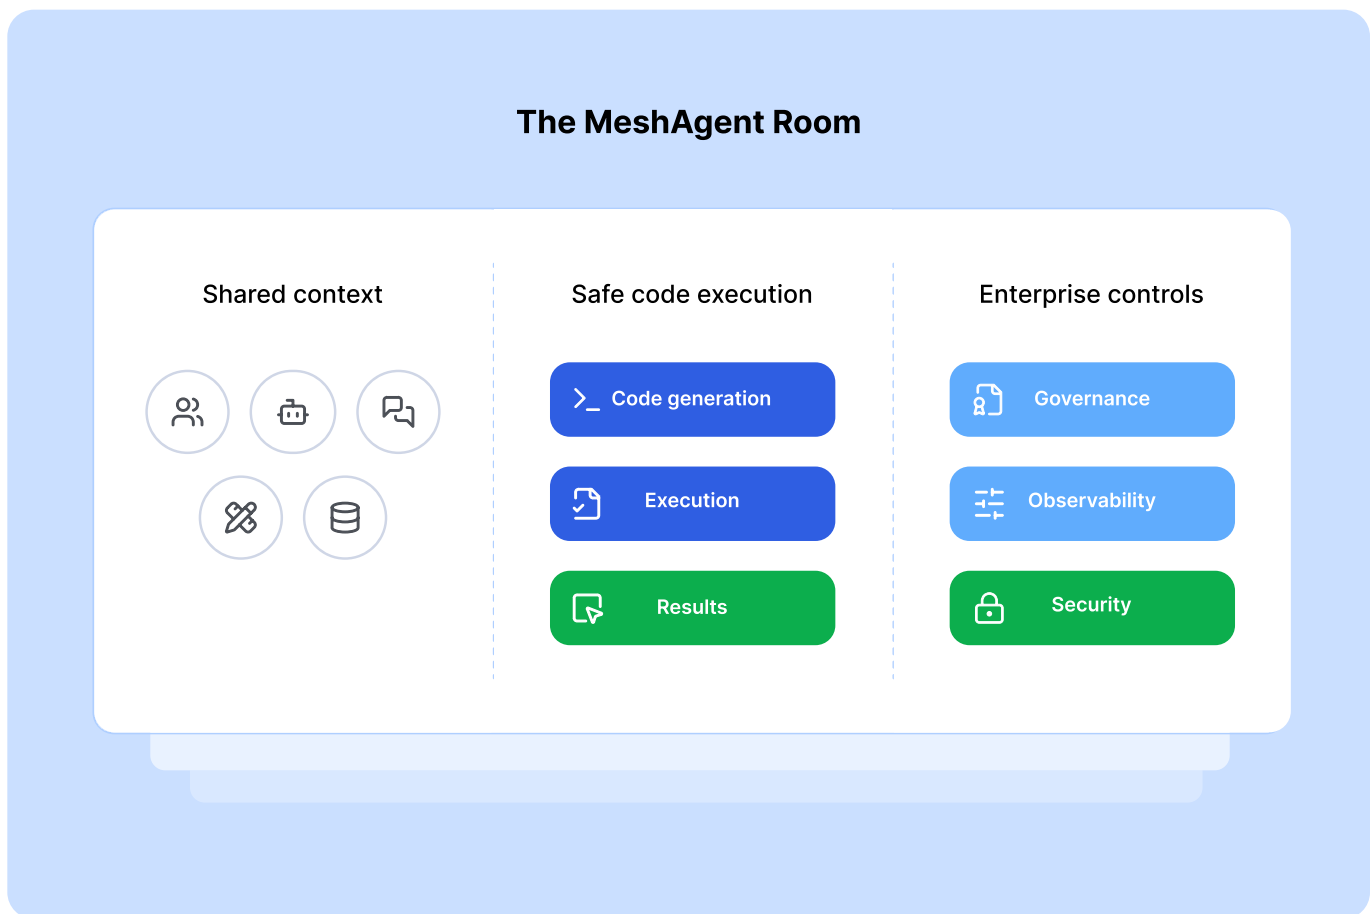 The MeshAgent Room
Shared context
Safe code execution
Code generation
Execution
Results
Enterprise controls
Governance
Observability
Security